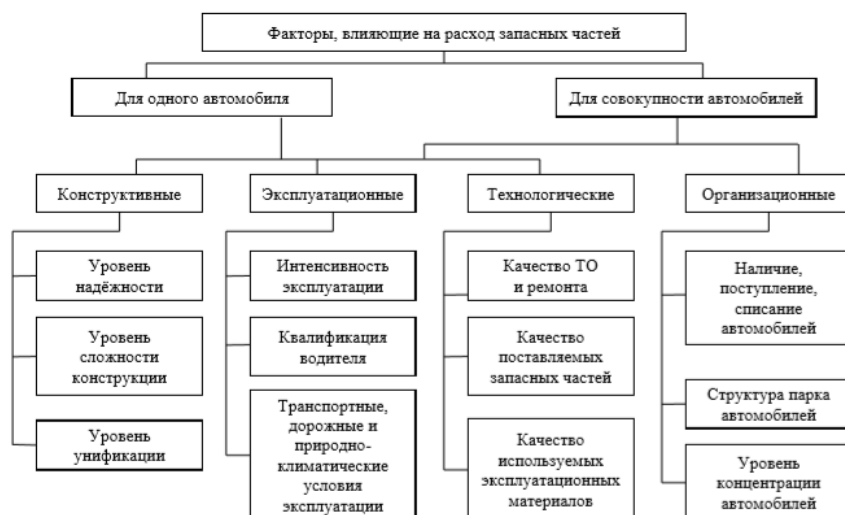 Факторы, влияющие на расход запасных частей
Для одного автомобиля
Для совокупности автомобилей
Конструктивные
Эксплуатационные
Технологические
Организационные
Уровень
надёжности
Уровень
сложности
конструкции
Уровень
унификации
Интенсивность
эксплуатации
Квалификация
водителя
Транспортные,
дорожные и
природно-
климатические
условия
эксплуатации
Качество ТО
и ремонта
Качество
поставляемых
запасных частей
Качество
используемых
эксплуатационных
материалов
Наличие,
поступление,
списание
автомобилей
Структура парка
автомобилей
Уровень
концентрации
автомобилей